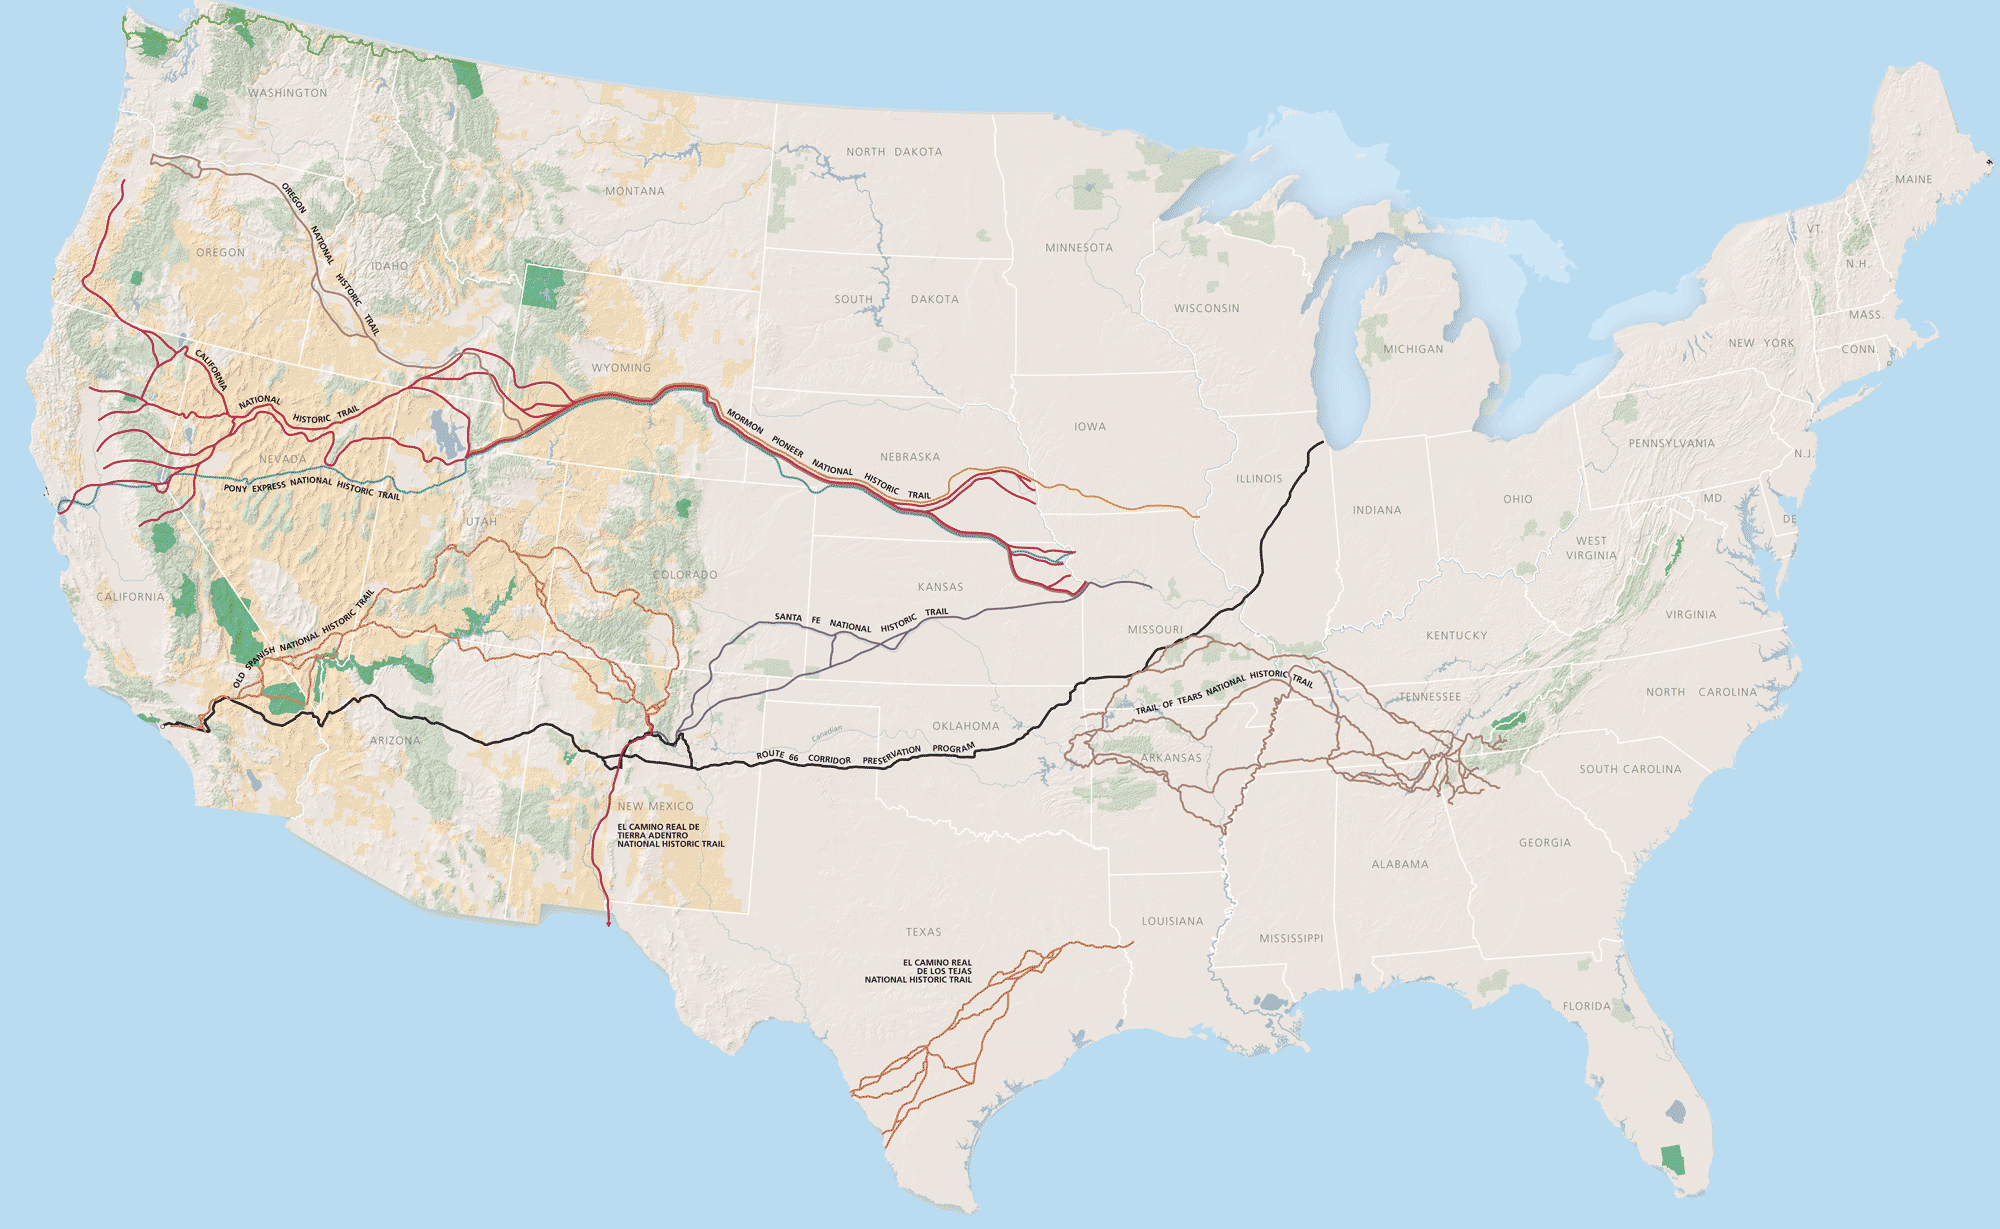 WASHINGTON
NORTH DAKOTA
MONTANA
MAINE
OREGON NATIONAL HISTORIC TRAIL
OREGON
IDAHO
MINNESOTA
VT.
N.H.
SOUTH DAKOTA
WISCONSIN
MASS.
WYOMING
MICHIGAN
NEW YORK
CONN.
CALIFORNIA
NATIONAL HISTORIC TRAIL
MORMON PIONEER NATIONAL HISTORIC TRAIL
IOWA
PENNSYLVANIA
NEBRASKA
N.J.
NEVADA
PONY EXPRESS NATIONAL HISTORIC TRAIL
ILLINOIS
OHIO
MD.
INDIANA
DE
UTAH
WEST
VIRGINIA
COLORADO
KANSAS
CALIFORNIA
OLD SPANISH NATIONAL HISTORIC TRAIL
SANTA FE NATIONAL HISTORIC TRAIL
VIRGINIA
MISSOURI
KENTUCKY
TRAIL OF TEARS NATIONAL HISTORIC TRAIL
TENNESSEE
NORTH CAROLINA
ARIZONA
Canadian
OKLAHOMA
ROUTE 66 CORRIDOR PRESERVATION PROGRAM
ARKANSAS
SOUTH CAROLINA
NEW MEXICO
EL CAMINO REAL DE
TIERRA ADENTRO
NATIONAL HISTORIC TRAIL
GEORGIA
ALABAMA
TEXAS
LOUISIANA
MISSISSIPPI
EL CAMINO REAL
DE LOS TEJAS
NATIONAL HISTORIC TRAIL
FLORIDA